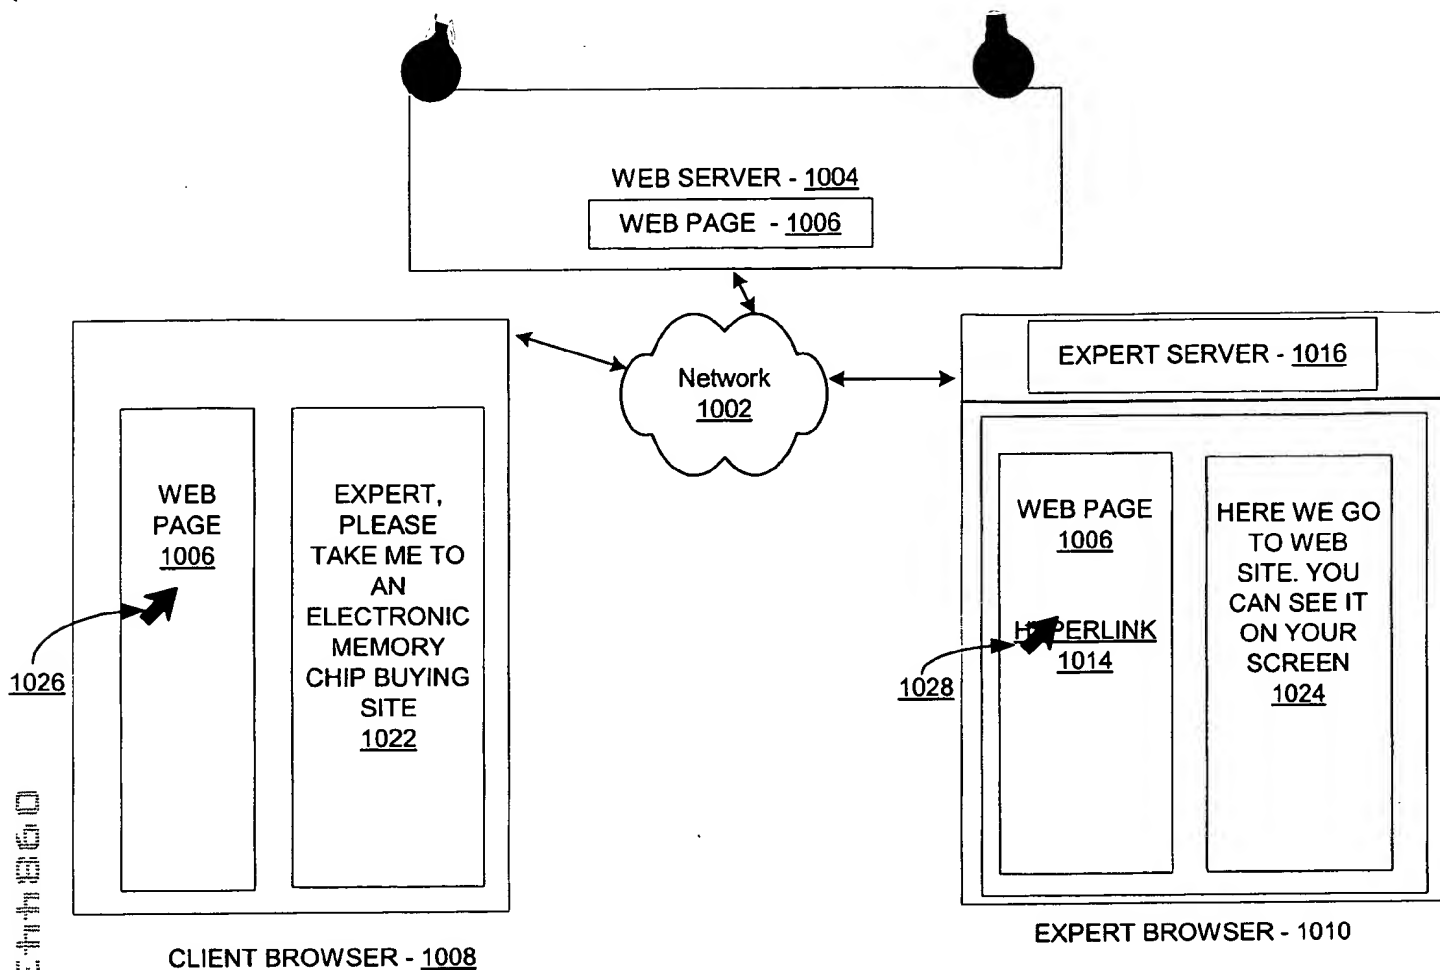 WEB SERVER - 1004
WEB PAGE - 1006
Network
1002
EXPERT SERVER - 1016
WEB
PAGE
1006
EXPERT,
PLEASE
TAKE ME TO
AN
ELECTRONIC
MEMORY
CHIP BUYING
SITE
1022
1026
WEB PAGE
1006
HYPERLINK
1014
1028
HERE WE GO
TO WEB
SITE. YOU
CAN SEE IT
ON YOUR
SCREEN
1024
CLIENT BROWSER - 1008
EXPERT BROWSER - 1010